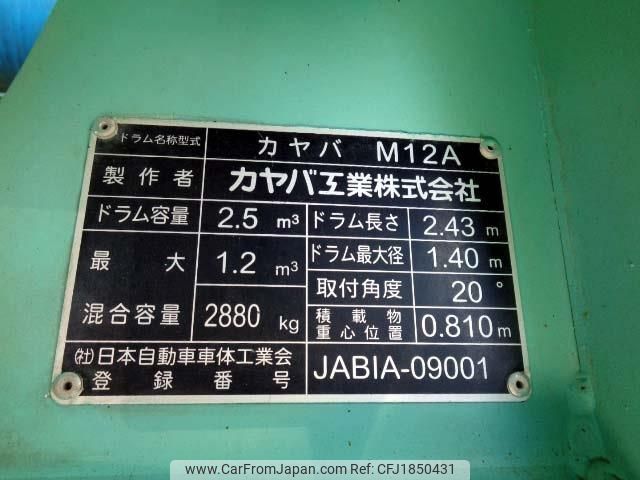 ドラム名称型式 カヤバ M12A
製作者 カヤバ工業株式会社
ドラム容量 2.5 m³ ドラム長さ 2.43 m
最大 1.2 m³ ドラム最大径 1.40 m
混合容量 2880 kg 取付角度 20 °
積載物重心位置 0.810 m
(社)日本自動車車体工業会
登録番号 JABIA-09001
www.CarFromJapan.com | © CarFromJapan | ID: CFJ1850431